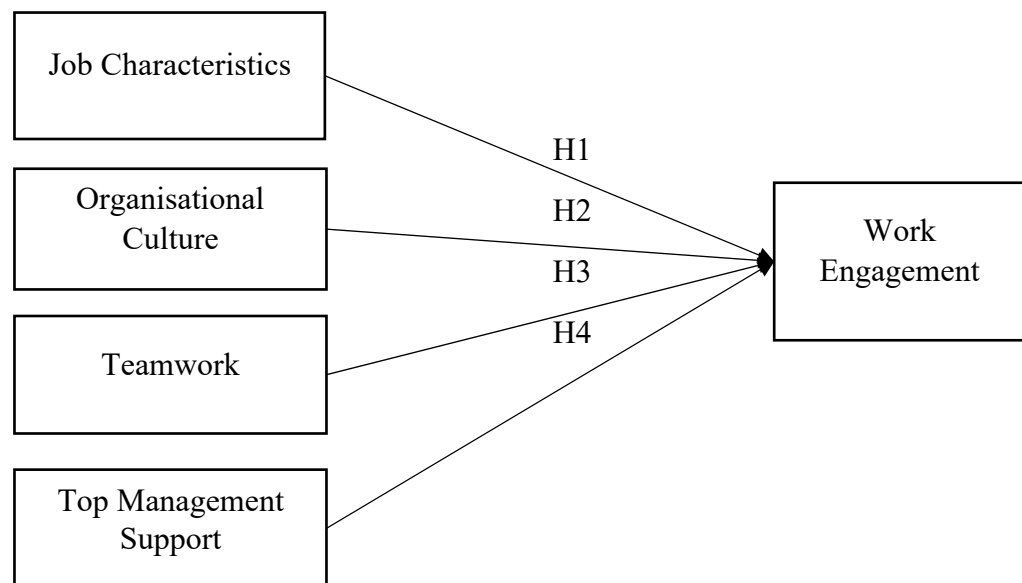 Job Characteristics
H1
Organisational
Culture
H2
Work
Engagement
H3
Teamwork
H4
Top Management
Support